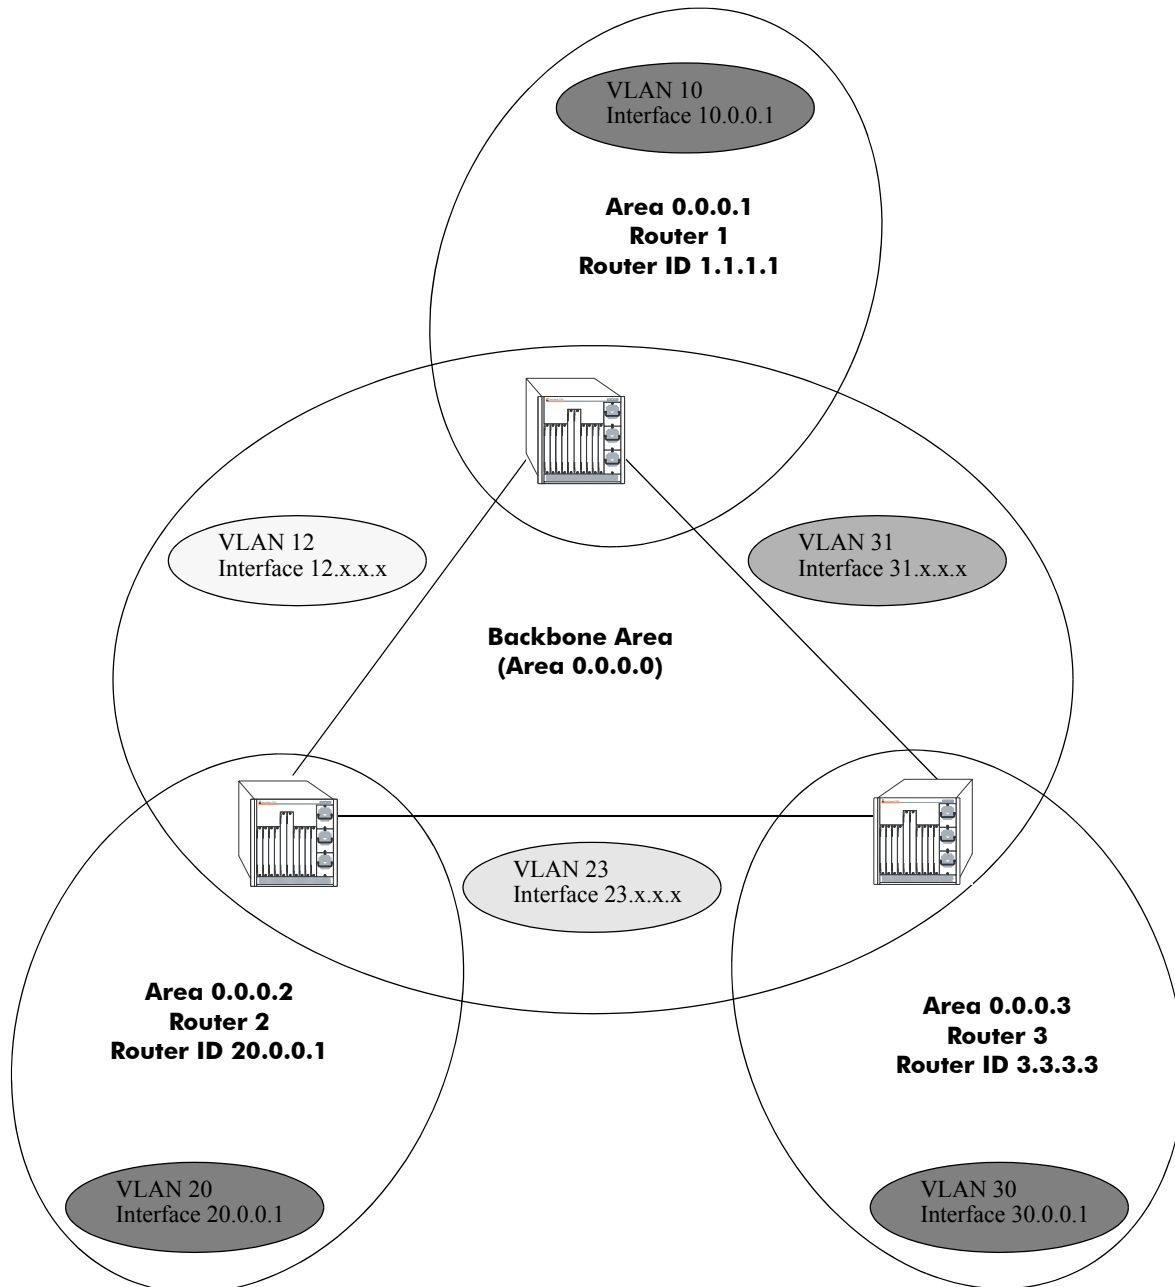 VLAN 10
Interface 10.0.0.1
Area 0.0.0.1
Router 1
Router ID 1.1.1.1
VLAN 12
Interface 12.x.x.x
VLAN 31
Interface 31.x.x.x
Backbone Area
(Area 0.0.0.0)
VLAN 23
Interface 23.x.x.x
Area 0.0.0.2
Router 2
Router ID 20.0.0.1
Area 0.0.0.3
Router 3
Router ID 3.3.3.3
VLAN 20
Interface 20.0.0.1
VLAN 30
Interface 30.0.0.1